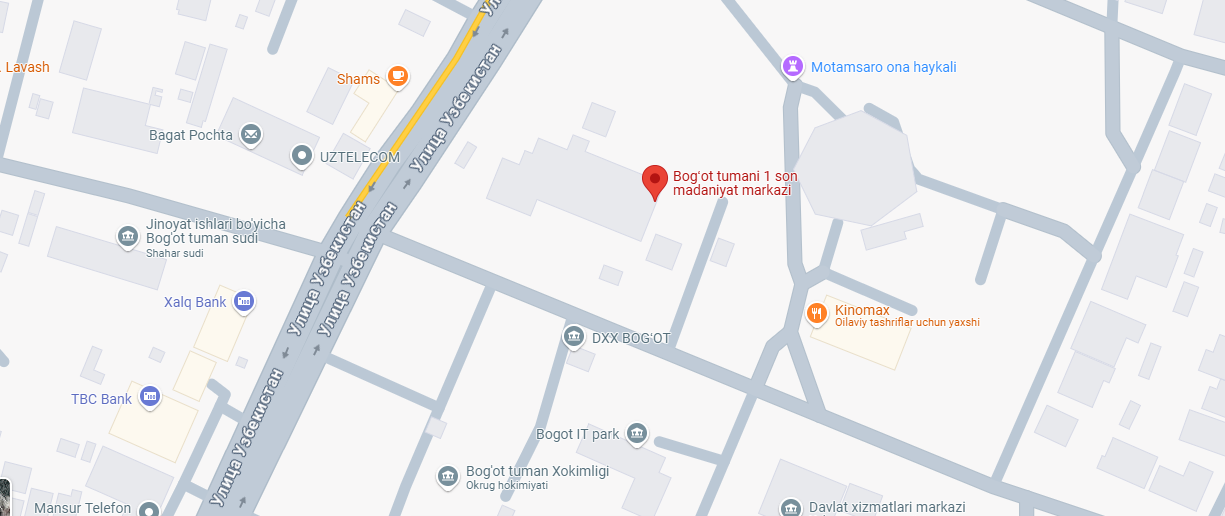 Ули
Lavash
Motamsaro ona haykali
Shams
Улица Узбекистан
Bagat Pochta
UZTELECOM
Bog'ot tumani 1 son
madaniyat markazi
Jinoyat ishlari bo'yicha
Bog'ot tuman sudi
Shahar sudi
Улица Узбекистан
Улица Узбекистан
Xalq Bank
Kinomax
Oilaviy tashriflar uchun yaxshi
DXX BOG'OT
TBC Bank
Улица Узбекистан
Bogot IT park
Bog'ot tuman Xokimligi
Okrug hokimiyati
Mansur Telefon
Davlat xizmatlari markazi